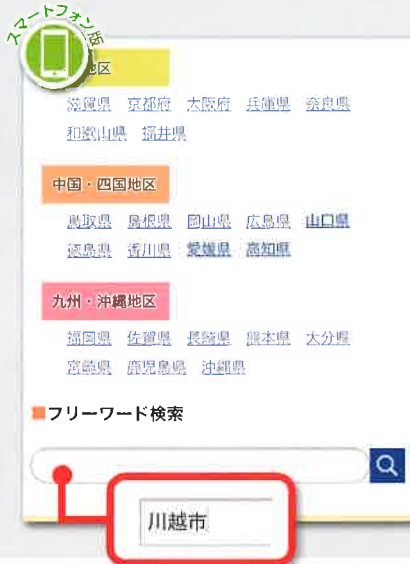 スマートフォン版
地区
滋賀県 京都府 大阪府 兵庫県 奈良県
和歌山県 福井県
中国・四国地区
鳥取県 島根県 岡山県 広島県 山口県
徳島県 香川県 愛媛県 高知県
九州・沖縄地区
福岡県 佐賀県 長崎県 熊本県 大分県
宮崎県 鹿児島県 沖縄県
フリーワード検索
川越市